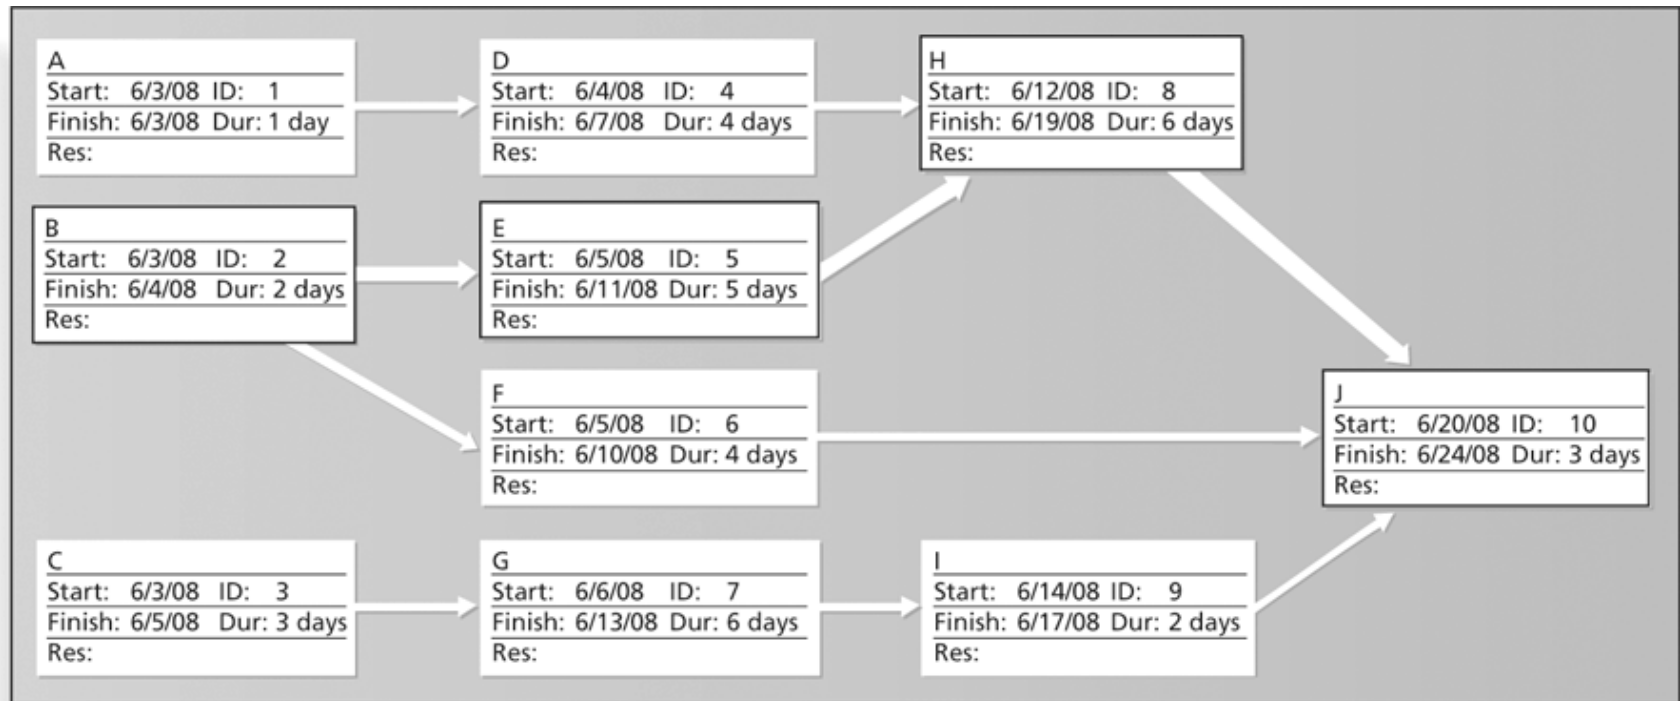 A
Start: 6/3/08 ID: 1
Finish: 6/3/08 Dur: 1 day
Res:
D
Start: 6/4/08 ID: 4
Finish: 6/7/08 Dur: 4 days
Res:
H
Start: 6/12/08 ID: 8
Finish: 6/19/08 Dur: 6 days
Res:
B
Start: 6/3/08 ID: 2
Finish: 6/4/08 Dur: 2 days
Res:
E
Start: 6/5/08 ID: 5
Finish: 6/11/08 Dur: 5 days
Res:
F
Start: 6/5/08 ID: 6
Finish: 6/10/08 Dur: 4 days
Res:
J
Start: 6/20/08 ID: 10
Finish: 6/24/08 Dur: 3 days
Res:
C
Start: 6/3/08 ID: 3
Finish: 6/5/08 Dur: 3 days
Res:
G
Start: 6/6/08 ID: 7
Finish: 6/13/08 Dur: 6 days
Res:
I
Start: 6/14/08 ID: 9
Finish: 6/17/08 Dur: 2 days
Res: